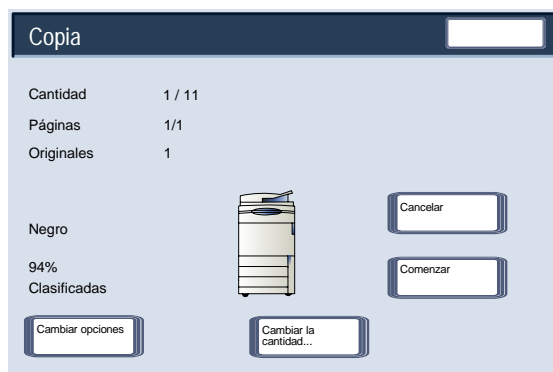 Copia
Cantidad 1 / 11
Páginas 1/1
Originales 1
Negro
94%
Clasificadas
Cancelar
Comenzar
Cambiar opciones
Cambiar la
cantidad...